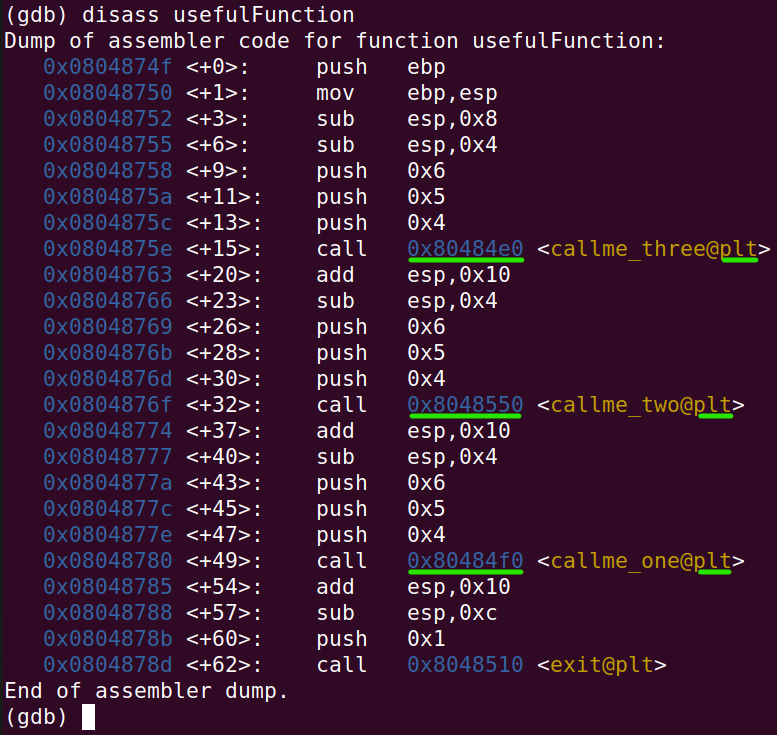 (gdb) disass usefulFunction
Dump of assembler code for function usefulFunction:
   0x0804874f <+0>:     push   ebp
   0x08048750 <+1>:     mov    ebp,esp
   0x08048752 <+3>:     sub    esp,0x8
   0x08048755 <+6>:     sub    esp,0x4
   0x08048758 <+9>:     push   0x6
   0x0804875a <+11>:    push   0x5
   0x0804875c <+13>:    push   0x4
   0x0804875e <+15>:    call   0x80484e0 <callme_three@plt>
   0x08048763 <+20>:    add    esp,0x10
   0x08048766 <+23>:    sub    esp,0x4
   0x08048769 <+26>:    push   0x6
   0x0804876b <+28>:    push   0x5
   0x0804876d <+30>:    push   0x4
   0x0804876f <+32>:    call   0x8048550 <callme_two@plt>
   0x08048774 <+37>:    add    esp,0x10
   0x08048777 <+40>:    sub    esp,0x4
   0x0804877a <+43>:    push   0x6
   0x0804877c <+45>:    push   0x5
   0x0804877e <+47>:    push   0x4
   0x08048780 <+49>:    call   0x80484f0 <callme_one@plt>
   0x08048785 <+54>:    add    esp,0x10
   0x08048788 <+57>:    sub    esp,0xc
   0x0804878b <+60>:    push   0x1
   0x0804878d <+62>:    call   0x8048510 <exit@plt>
End of assembler dump.
(gdb)